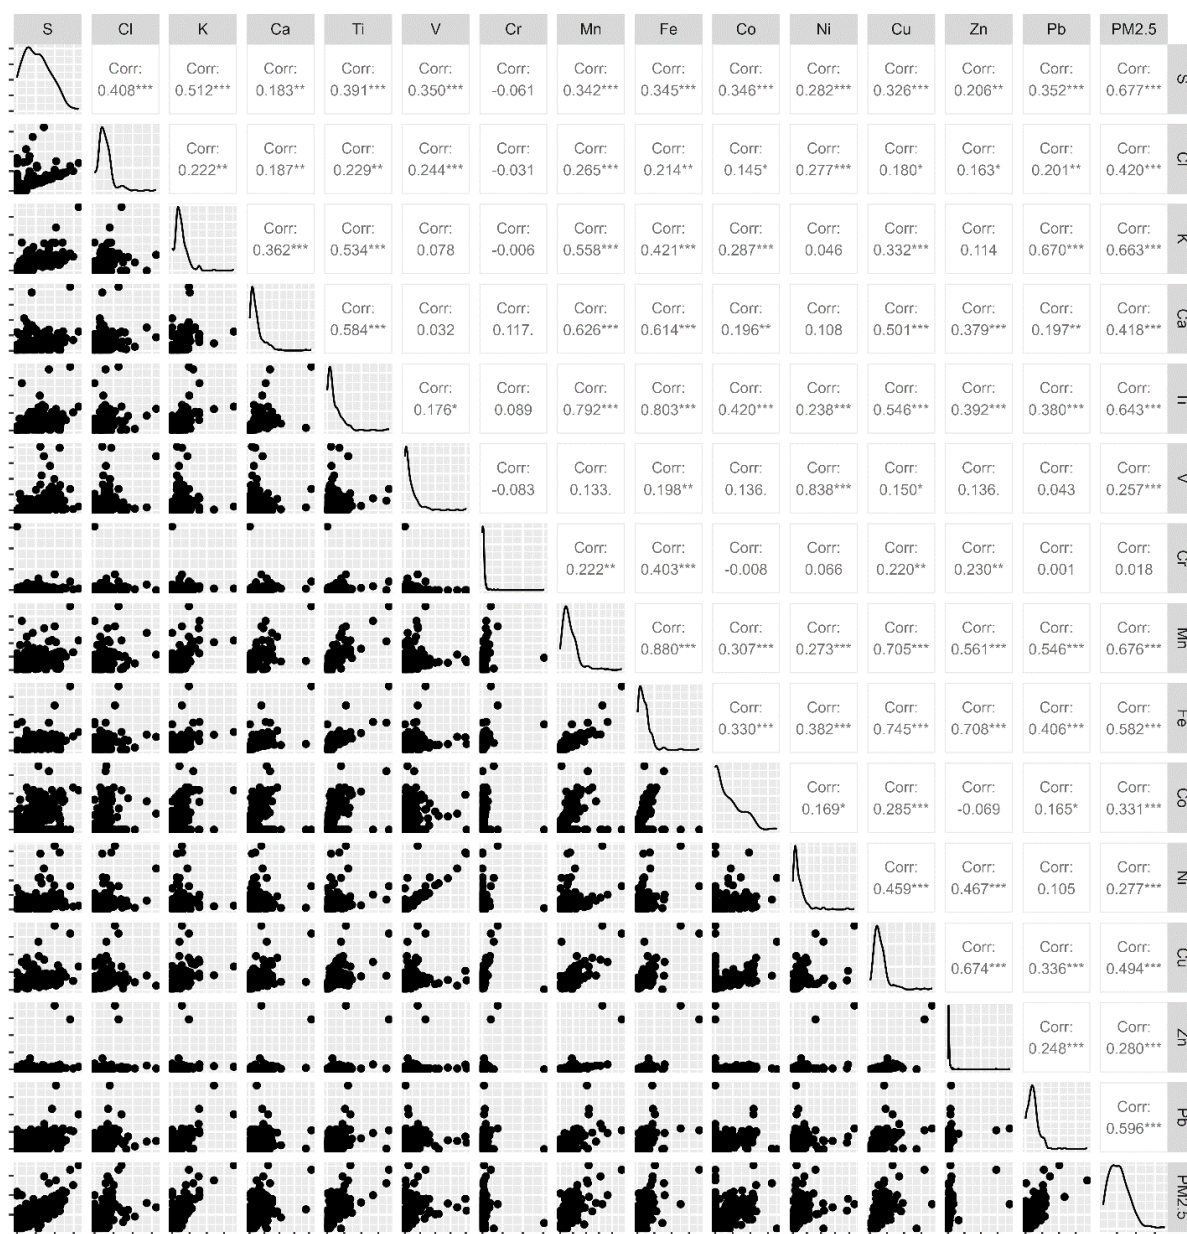 S Cl K Ca Ti V Cr Mn Fe Co Ni Cu Zn Pb PM2.5
Corr: Corr: Corr: Corr: Corr: Corr: Corr: Corr: Corr: Corr: Corr: Corr: Corr: Corr:
0.408*** 0.512*** 0.183** 0.391*** 0.350*** -0.061 0.342*** 0.345*** 0.346*** 0.282*** 0.326*** 0.206** 0.352*** 0.677***
S
Corr: Corr: Corr: Corr: Corr: Corr: Corr: Corr: Corr: Corr: Corr: Corr: Corr:
0.222** 0.187** 0.229** 0.244*** -0.031 0.265*** 0.214** 0.145* 0.277*** 0.180* 0.163* 0.201** 0.420***
Cl
Corr: Corr: Corr: Corr: Corr: Corr: Corr: Corr: Corr: Corr: Corr: Corr:
0.362*** 0.534*** 0.078 -0.006 0.558*** 0.421*** 0.287*** 0.046 0.332*** 0.114 0.670*** 0.663***
K
Corr: Corr: Corr: Corr: Corr: Corr: Corr: Corr: Corr: Corr: Corr:
0.584*** 0.032 0.117. 0.626*** 0.614*** 0.196** 0.108 0.501*** 0.379*** 0.197** 0.418***
Ca
Corr: Corr: Corr: Corr: Corr: Corr: Corr: Corr: Corr: Corr:
0.176* 0.089 0.792*** 0.803*** 0.420*** 0.238*** 0.546*** 0.392*** 0.380*** 0.643***
Ti
Corr: Corr: Corr: Corr: Corr: Corr: Corr: Corr: Corr:
-0.083 0.133. 0.198** 0.136. 0.838*** 0.150* 0.136. 0.043 0.257***
V
Corr: Corr: Corr: Corr: Corr: Corr: Corr: Corr:
0.222** 0.403*** -0.008 0.066 0.220** 0.230** 0.001 0.018
Cr
Corr: Corr: Corr: Corr: Corr: Corr: Corr:
0.880*** 0.307*** 0.273*** 0.705*** 0.561*** 0.546*** 0.676***
Mn
Corr: Corr: Corr: Corr: Corr: Corr:
0.330*** 0.382*** 0.745*** 0.708*** 0.406*** 0.582***
Fe
Corr: Corr: Corr: Corr: Corr:
0.169* 0.285*** -0.069 0.165* 0.331***
Co
Corr: Corr: Corr: Corr:
0.459*** 0.467*** 0.105 0.277***
Ni
Corr: Corr: Corr:
0.674*** 0.336*** 0.494***
Cu
Corr: Corr:
0.248*** 0.280***
Zn
Corr:
0.596***
Pb
PM2.5